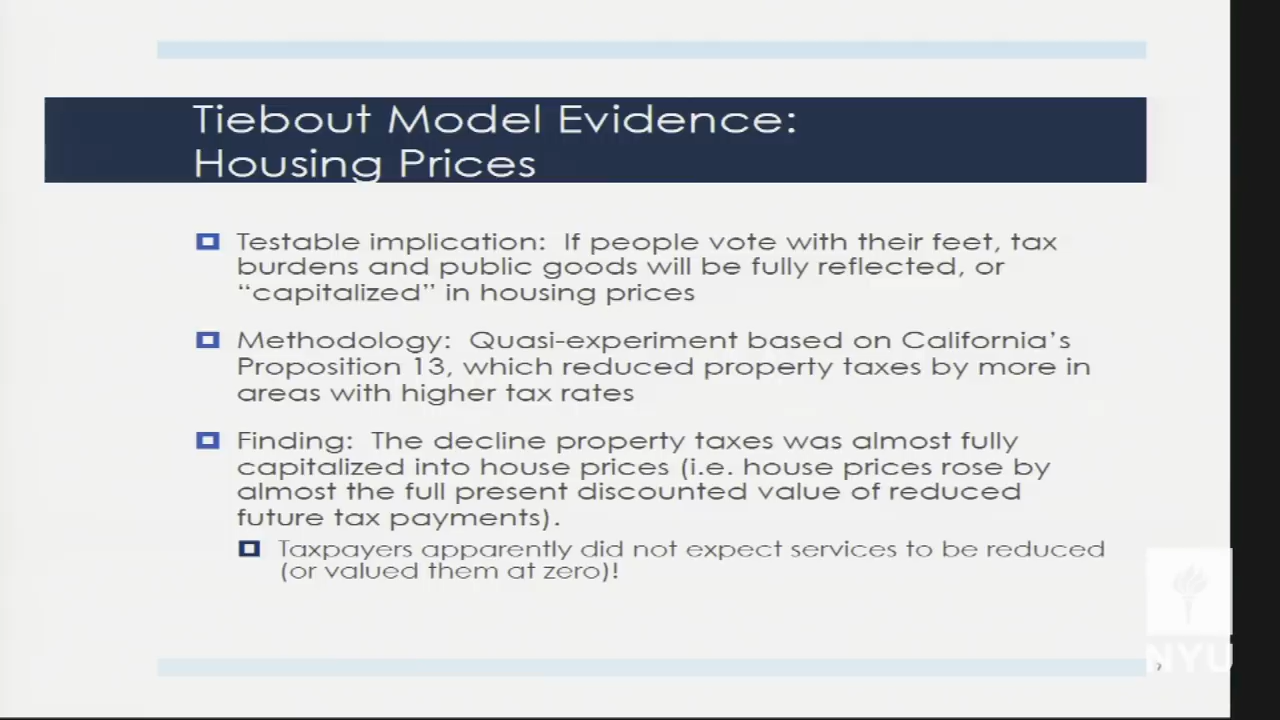 Tiebout Model Evidence:
Housing Prices
Testable implication: If people vote with their feet, tax
burdens and public goods will be fully reflected, or
“capitalized” in housing prices
Methodology: Quasi-experiment based on California’s
Proposition 13, which reduced property taxes by more in
areas with higher tax rates
Finding: The decline property taxes was almost fully
capitalized into house prices (i.e. house prices rose by
almost the full present discounted value of reduced
future tax payments).
Taxpayers apparently did not expect services to be reduced
(or valued them at zero)!
NYU